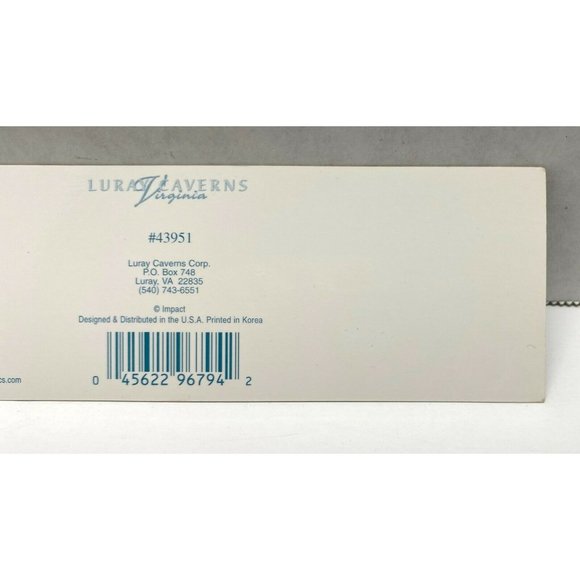 LURAY CAVERNS
Virginia
#43951
Luray Caverns Corp.
P.O. Box 748
Luray, VA 22835
(540) 743-6551
© Impact
Designed & Distributed in the U.S.A. Printed in Korea
cs.com
0 45622 96794 2